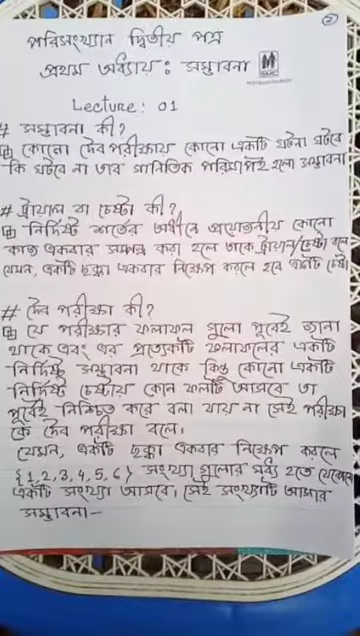 পরিসংখ্যান দ্বিতীয় পত্র
প্রথম অধ্যায়: সম্ভাবনা
Lecture: 01
# সম্ভাবনা কী?
কোনো দৈব পরীক্ষায় কোনো একটি ঘটনা ঘটবে
কি ঘটবে না তার গানিতিক পরিমাপই হলো সম্ভাবনা
# ট্রায়াল বা চেষ্টা কী?
নির্দিষ্ট শর্তের অধীনে প্রয়োজনীয় কোনো
কাজ একবার সম্পন্ন করা হলে তাকে ট্রায়াল/চেষ্টা বলে
যেমন, একটি ছক্কা একবার নিক্ষেপ করলে হবে একটি চেষ্টা
# দৈব পরীক্ষা কী?
যে পরীক্ষার ফলাফল গুলো পূর্বেই জানা
থাকে এবং এর প্রত্যেকটি ফলাফলের একটি
নির্দিষ্ট সম্ভাবনা থাকে কিন্তু কোনো একটি
নির্দিষ্ট চেষ্টায় কোন ফলটি আসবে তা
পূর্বেই নিশ্চিত করে বলা যায় না সেই পরীক্ষা
কে দৈব পরীক্ষা বলে।
যেমন, একটি ছক্কা একবার নিক্ষেপ করলে
{1,2,3,4,5,6} সংখ্যা গুলোর মধ্য হতে যেকোনো
একটি সংখ্যা আসবে। সেই সংখ্যাটি আসার
সম্ভাবনা-